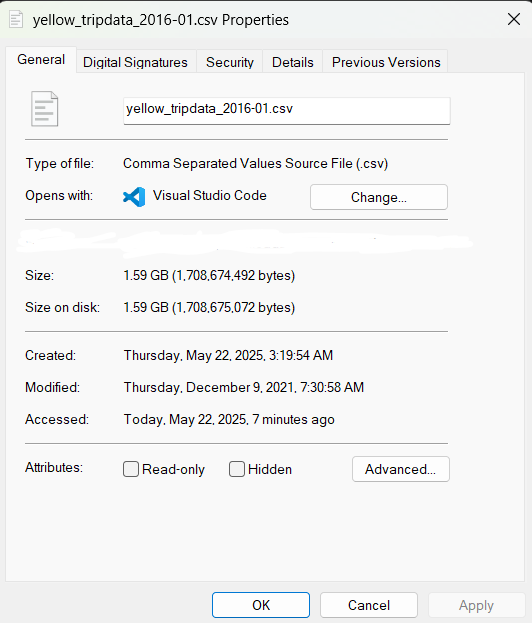 yellow_tripdata_2016-01.csv Properties
General Digital Signatures Security Details Previous Versions
yellow_tripdata_2016-01.csv
Type of file: Comma Separated Values Source File (.csv)
Opens with: Visual Studio Code Change...
Size: 1.59 GB (1,708,674,492 bytes)
Size on disk: 1.59 GB (1,708,675,072 bytes)
Created: Thursday, May 22, 2025, 3:19:54 AM
Modified: Thursday, December 9, 2021, 7:30:58 AM
Accessed: Today, May 22, 2025, 7 minutes ago
Attributes: Read-only Hidden Advanced...
OK Cancel Apply